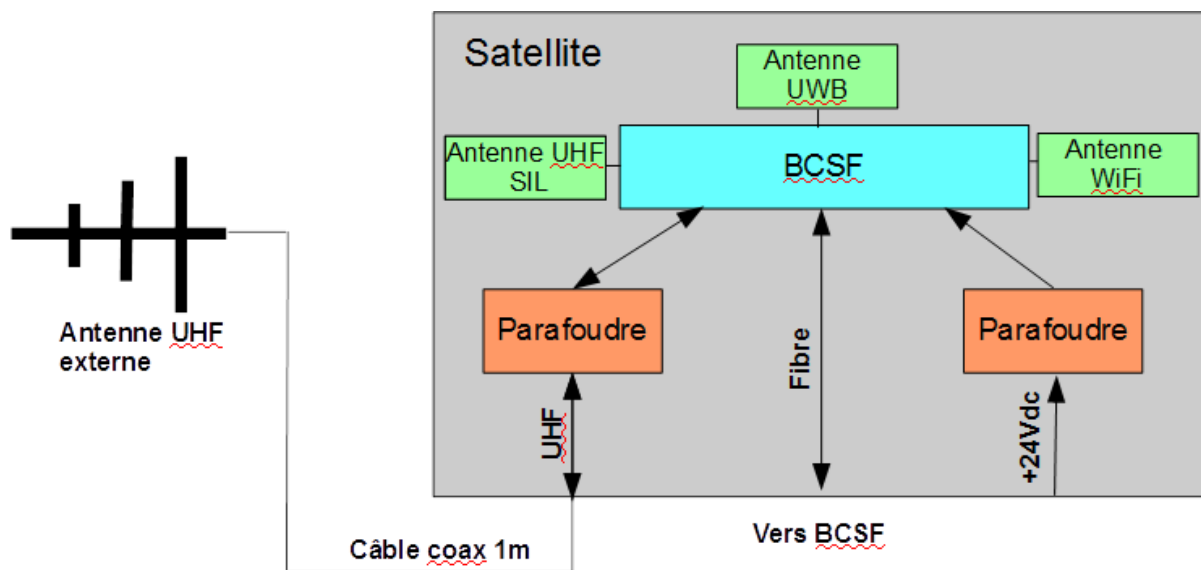 Satellite
Antenne
UWB
Antenne UHF
SIL
BCSF
Antenne
WiFi
Antenne UHF
externe
Parafoudre
Parafoudre
Fibre
UHF
+24Vdc
Vers BCSF
Câble coax 1m